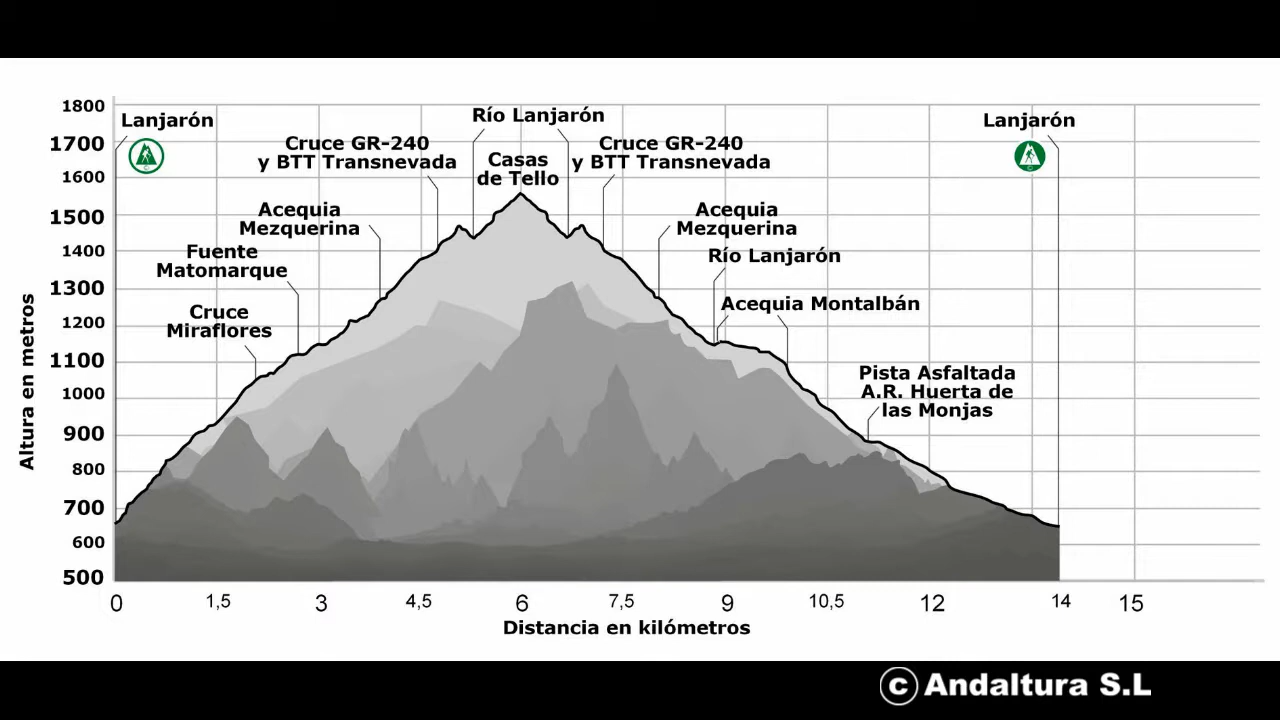 1800
1700
1600
1500
1400
1300
1200
1100
1000
900
800
700
600
500
Altura en metros
Lanjarón
Cruce GR-240
y BTT Transnevada
Río Lanjarón
Casas
de Tello
Cruce GR-240
y BTT Transnevada
Lanjarón
Acequia
Mezquerina
Acequia
Mezquerina
Fuente
Matomarque
Río Lanjarón
Cruce
Miraflores
Acequia Montalbán
Pista Asfaltada
A.R. Huerta de
las Monjas
0 1,5 3 4,5 6 7,5 9 10,5 12 14 15
Distancia en kilómetros
© Andaltura S.L